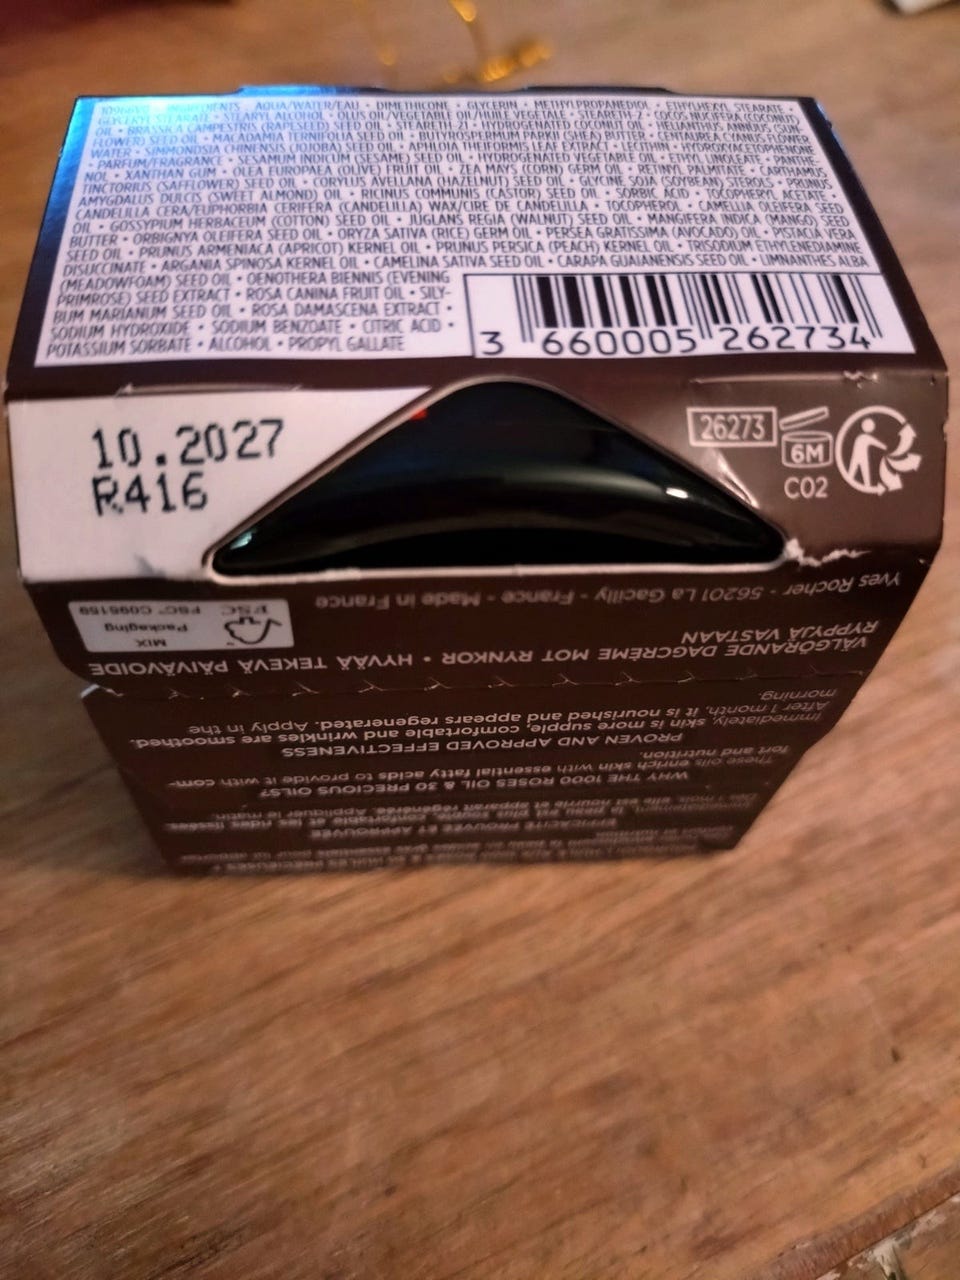 INGREDIENTS : AQUA/WATER/EAU • DIMETHICONE • GLYCERIN • METHYLPROPANEDIOL • ETHYLHEXYL STEARATE
GLYCERYL STEARATE • STEARYL ALCOHOL • OLUS OIL/VEGETABLE OIL/HUILE VEGETALE • STEARETH-2 • COCOS NUCIFERA (COCONUT)
OIL • BRASSICA CAMPESTRIS (RAPESEED) SEED OIL • STEARETH-21 • HYDROGENATED COCONUT OIL • HELIANTHUS ANNUUS (SUN-
FLOWER) SEED OIL • MACADAMIA TERNIFOLIA SEED OIL • BUTYROSPERMUM PARKII (SHEA) BUTTER • CENTAUREA CYANUS FLOWER
WATER • SIMMONDSIA CHINENSIS (JOJOBA) SEED OIL • APHLOIA THEIFORMIS LEAF EXTRACT • LECITHIN • HYDROXYACETOPHENONE
• PARFUM/FRAGRANCE • SESAMUM INDICUM (SESAME) SEED OIL • HYDROGENATED VEGETABLE OIL • ETHYL LINOLEATE • PANTHE-
NOL • XANTHAN GUM • OLEA EUROPAEA (OLIVE) FRUIT OIL • ZEA MAYS (CORN) GERM OIL • RETINYL PALMITATE • CARTHAMUS
TINCTORIUS (SAFFLOWER) SEED OIL • CORYLUS AVELLANA (HAZELNUT) SEED OIL • GLYCINE SOJA (SOYBEAN) STEROLS • PRUNUS
AMYGDALUS DULCIS (SWEET ALMOND) OIL • RICINUS COMMUNIS (CASTOR) SEED OIL • SORBIC ACID • TOCOPHERYL ACETATE •
CANDELILLA CERA/EUPHORBIA CERIFERA (CANDELILLA) WAX/CIRE DE CANDELILLA • TOCOPHEROL • CAMELLIA OLEIFERA SEED
OIL • GOSSYPIUM HERBACEUM (COTTON) SEED OIL • JUGLANS REGIA (WALNUT) SEED OIL • MANGIFERA INDICA (MANGO) SEED
BUTTER • ORBIGNYA OLEIFERA SEED OIL • ORYZA SATIVA (RICE) GERM OIL • PERSEA GRATISSIMA (AVOCADO) OIL • PISTACIA VERA
SEED OIL • PRUNUS ARMENIACA (APRICOT) KERNEL OIL • PRUNUS PERSICA (PEACH) KERNEL OIL • TRISODIUM ETHYLENEDIAMINE
DISUCCINATE • ARGANIA SPINOSA KERNEL OIL • CAMELINA SATIVA SEED OIL • CARAPA GUAIANENSIS SEED OIL • LIMNANTHES ALBA
(MEADOWFOAM) SEED OIL • OENOTHERA BIENNIS (EVENING
PRIMROSE) SEED EXTRACT • ROSA CANINA FRUIT OIL • SILY-
BUM MARIANUM SEED OIL • ROSA DAMASCENA EXTRACT •
SODIUM HYDROXIDE • SODIUM BENZOATE • CITRIC ACID •
POTASSIUM SORBATE • ALCOHOL • PROPYL GALLATE
3 660005 262734
10.2027
R416
26273
6M
C02
Yves Rocher - 56201 La Gacilly - France - Made in France
MIX
Packaging
FSC
FSC® C095159
VÄLGÖRANDE DAGCRÈME MOT RYNKOR • HYVÄÄ TEKEVÄ PÄIVÄVOIDE
RYPPYJÄ VASTAAN
EFFICACITÉ PROUVÉE ET APPROUVÉE
WHY THE 1000 ROSES OIL & 30 PRECIOUS OILS?
These oils enrich skin with essential fatty acids to provide it with com-
fort and nutrition.
PROVEN AND APPROVED EFFECTIVENESS
Immediately, skin is more supple, comfortable and wrinkles are smoothed.
After 1 month, it is nourished and appears regenerated. Apply in the
morning.